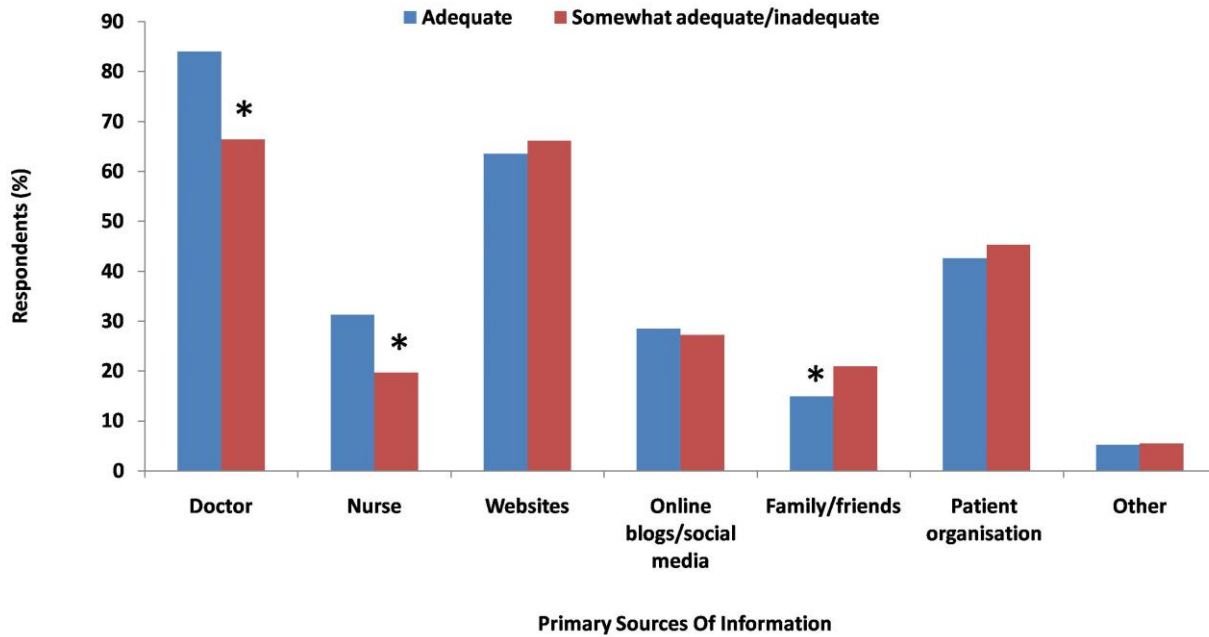 Adequate Somewhat adequate/inadequate
90
80
70
60
50
40
30
20
10
0
Respondents (%)
*
*
*
Doctor Nurse Websites Online Family/friends Patient Other
blogs/social organisation
media
Primary Sources Of Information